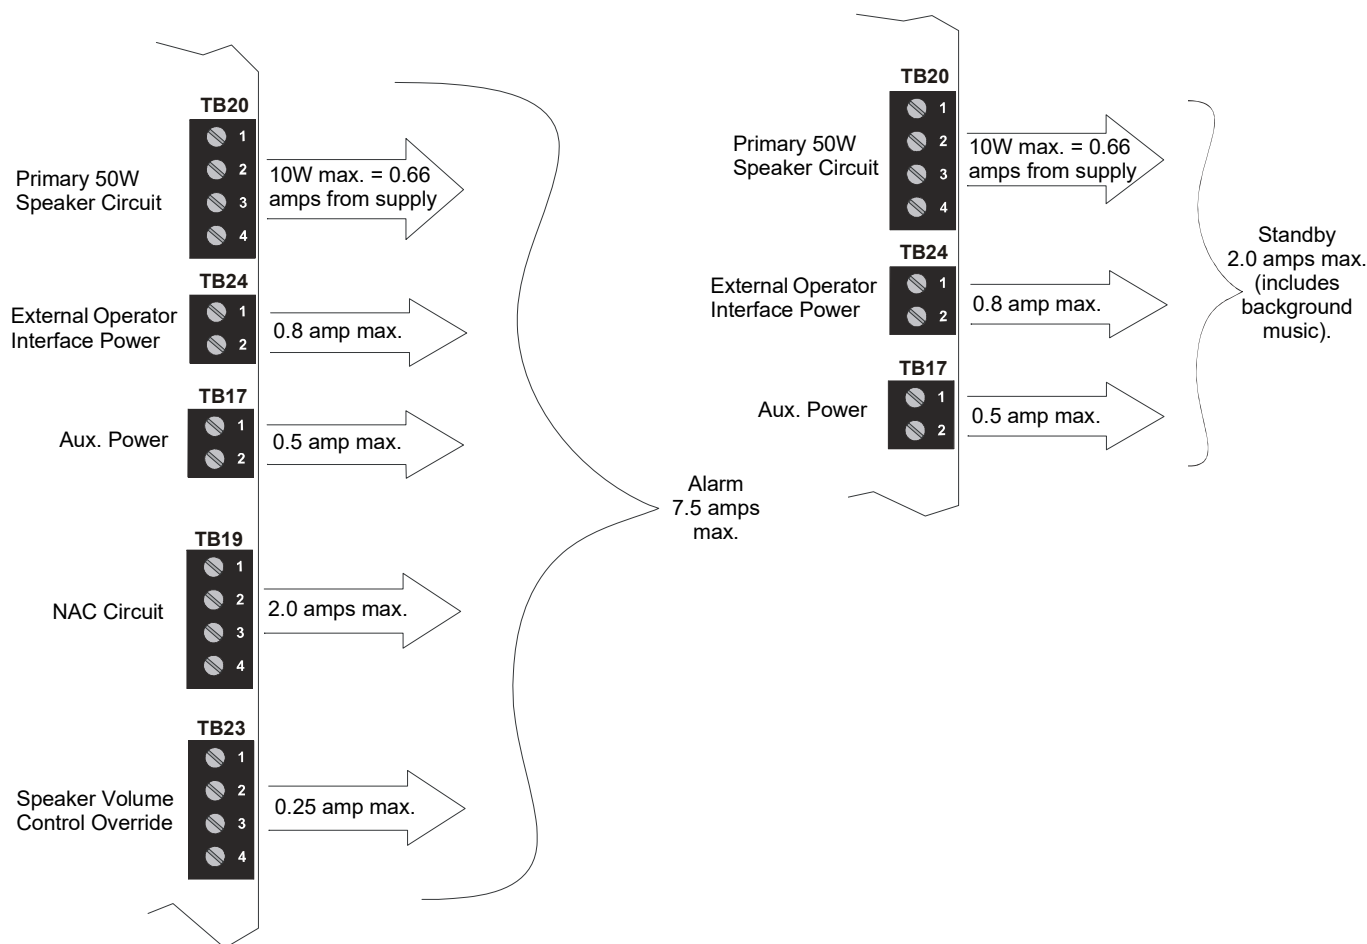 TB20
1
2
3
4
Primary 50W
Speaker Circuit
10W max. = 0.66
amps from supply
TB24
1
2
External Operator
Interface Power
0.8 amp max.
TB17
1
2
Aux. Power
0.5 amp max.
TB19
1
2
3
4
NAC Circuit
2.0 amps max.
TB23
1
2
3
4
Speaker Volume
Control Override
0.25 amp max.
Alarm
7.5 amps
max.
TB20
1
2
3
4
Primary 50W
Speaker Circuit
10W max. = 0.66
amps from supply
TB24
1
2
External Operator
Interface Power
0.8 amp max.
TB17
1
2
Aux. Power
0.5 amp max.
Standby
2.0 amps max.
(includes
background
music).